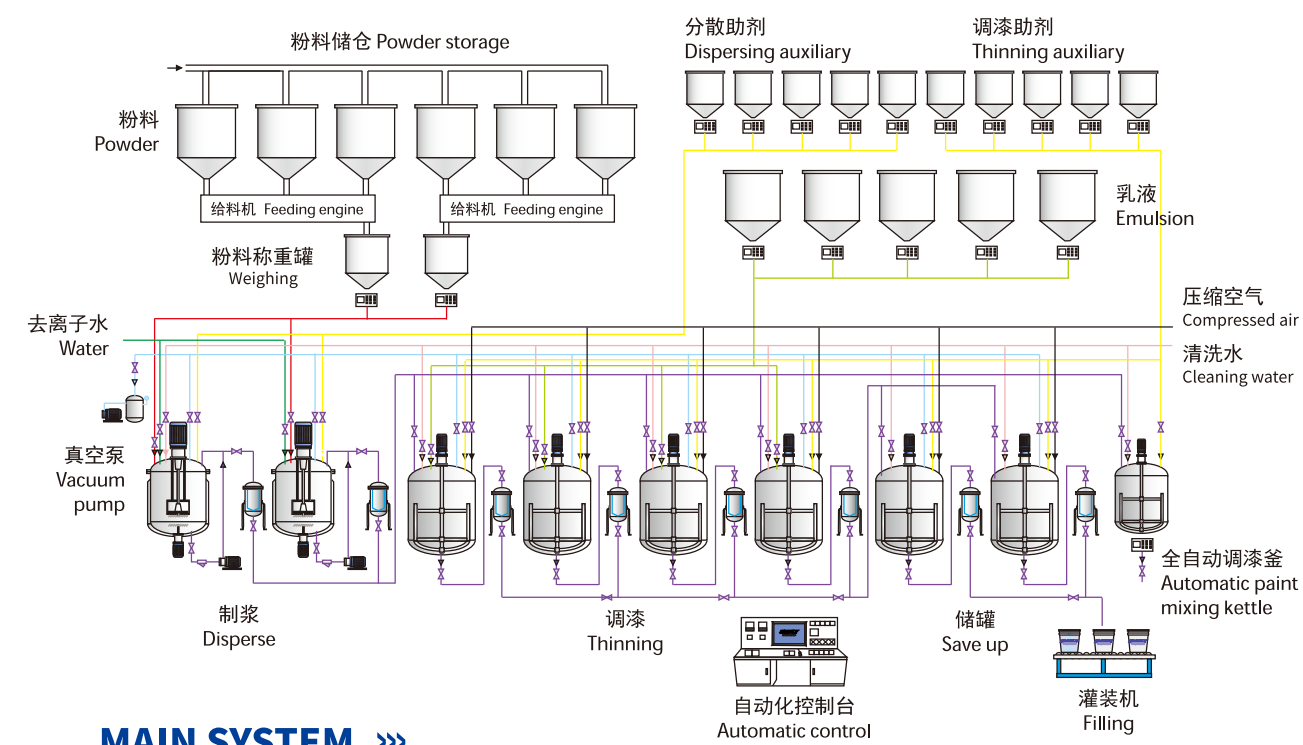 粉料储仓 Powder storage
分散助剂
Dispersing auxiliary
调漆助剂
Thinning auxiliary
粉料
Powder
给料机 Feeding engine
给料机 Feeding engine
乳液
Emulsion
粉料称重罐
Weighing
去离子水
Water
压缩空气
Compressed air
清洗水
Cleaning water
真空泵
Vacuum
pump
全自动调漆釜
Automatic paint
mixing kettle
制浆
Disperse
调漆
Thinning
储罐
Save up
自动化控制台
Automatic control
灌装机
Filling
MAIN SYSTEM »›